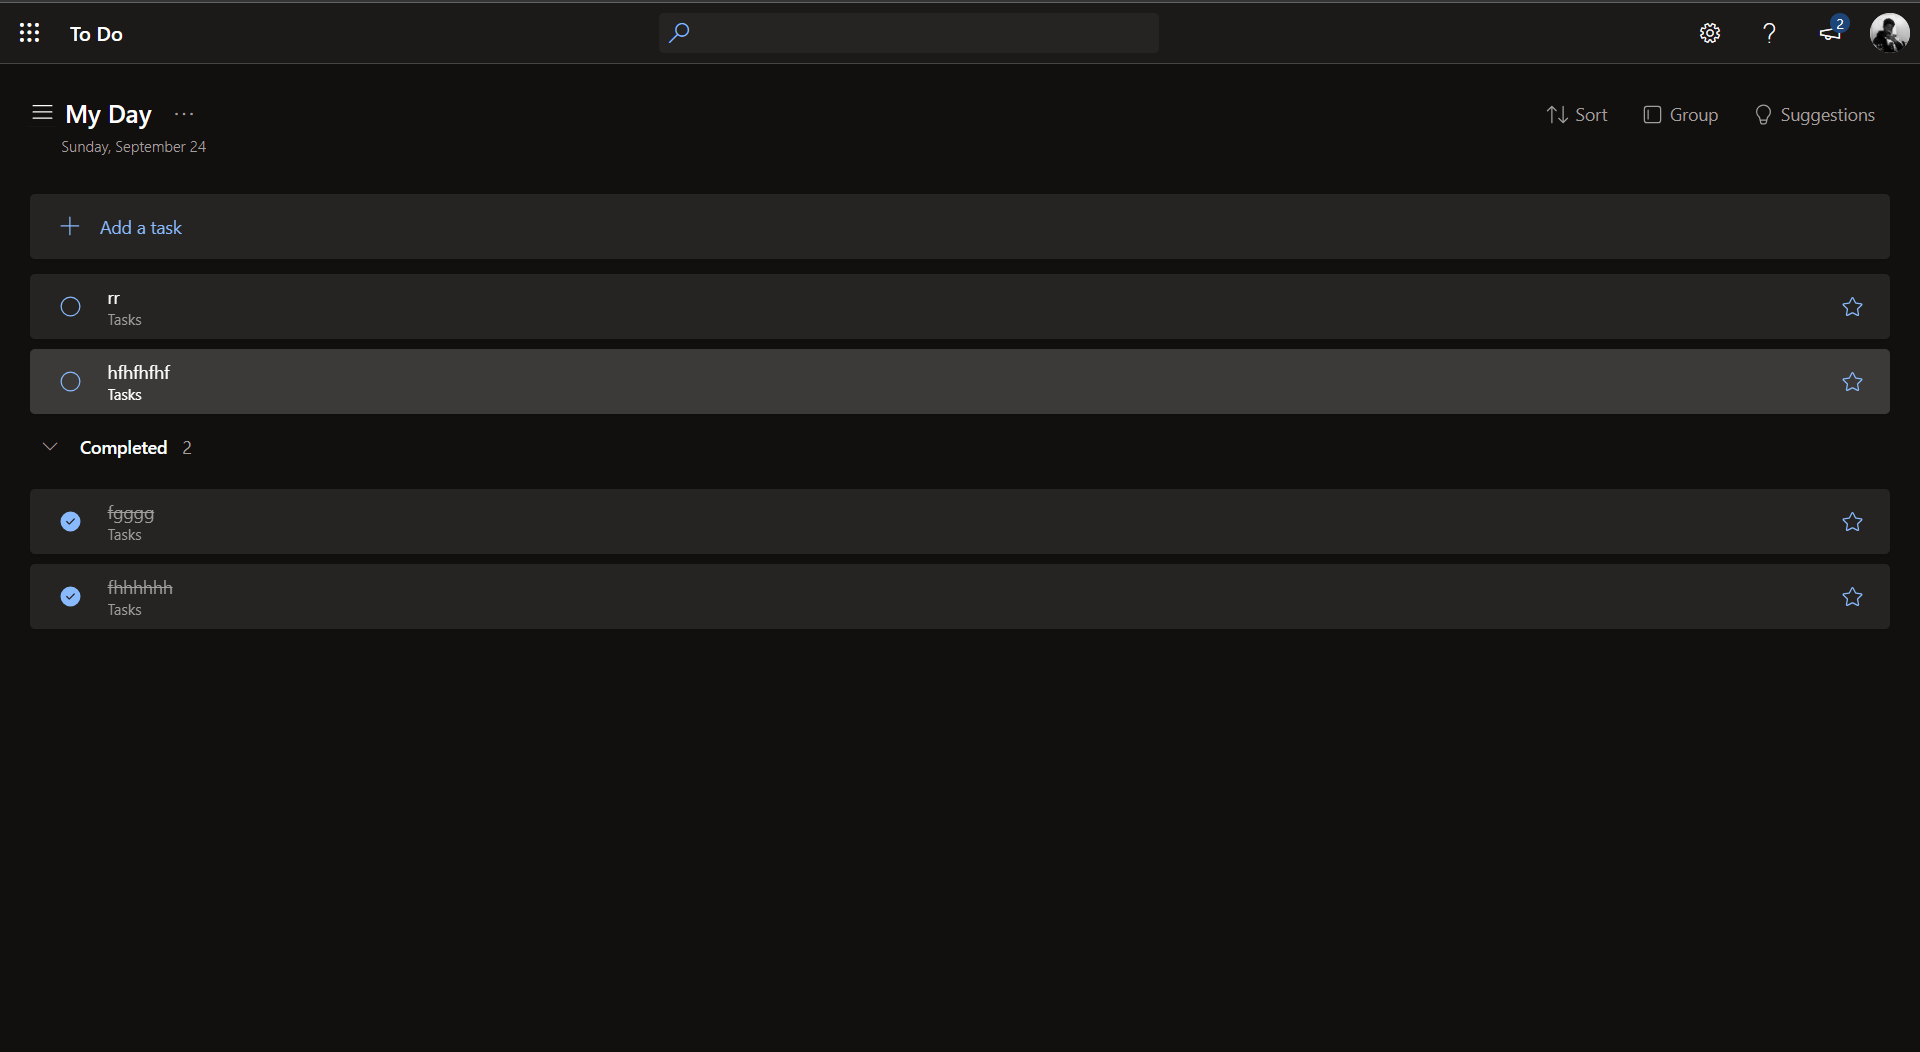 To Do
2
My Day
Sort
Group
Suggestions
Sunday, September 24
Add a task
rr
Tasks
hfhfhfhf
Tasks
Completed 2
fgggg
Tasks
fhhhhhh
Tasks